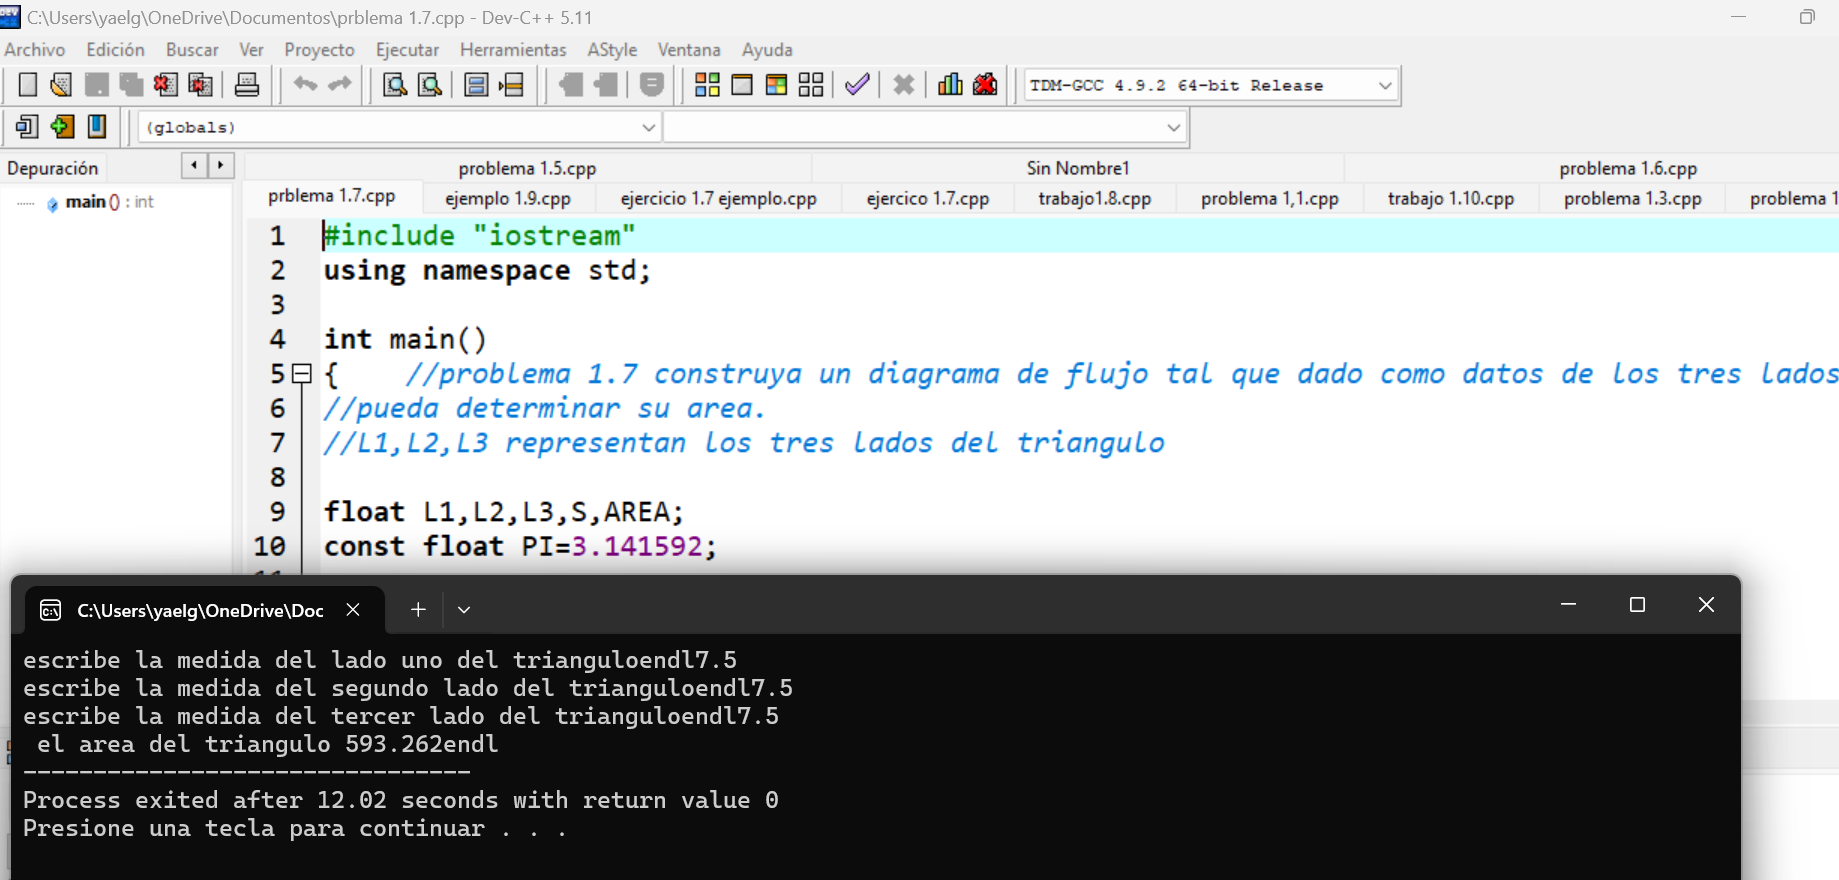 C:\Users\yaelg\OneDrive\Documentos\prblema 1.7.cpp - Dev-C++ 5.11
Archivo Edición Buscar Ver Proyecto Ejecutar Herramientas AStyle Ventana Ayuda
TDM-GCC 4.9.2 64-bit Release
(globals)
Depuración
main() : int
problema 1.5.cpp Sin Nombre1 problema 1.6.cpp
prblema 1.7.cpp ejemplo 1.9.cpp ejercicio 1.7 ejemplo.cpp ejercico 1.7.cpp trabajo1.8.cpp problema 1,1.cpp trabajo 1.10.cpp problema 1.3.cpp problema 1
1 #include "iostream"
2 using namespace std;
3
4 int main()
5 { //problema 1.7 construya un diagrama de flujo tal que dado como datos de los tres lados
6 //pueda determinar su area.
7 //L1,L2,L3 representan los tres lados del triangulo
8
9 float L1,L2,L3,S,AREA;
10 const float PI=3.141592;
C:\Users\yaelg\OneDrive\Doc
escribe la medida del lado uno del trianguloendl7.5
escribe la medida del segundo lado del trianguloendl7.5
escribe la medida del tercer lado del trianguloendl7.5
el area del triangulo 593.262endl
--------------------------------
Process exited after 12.02 seconds with return value 0
Presione una tecla para continuar . . .